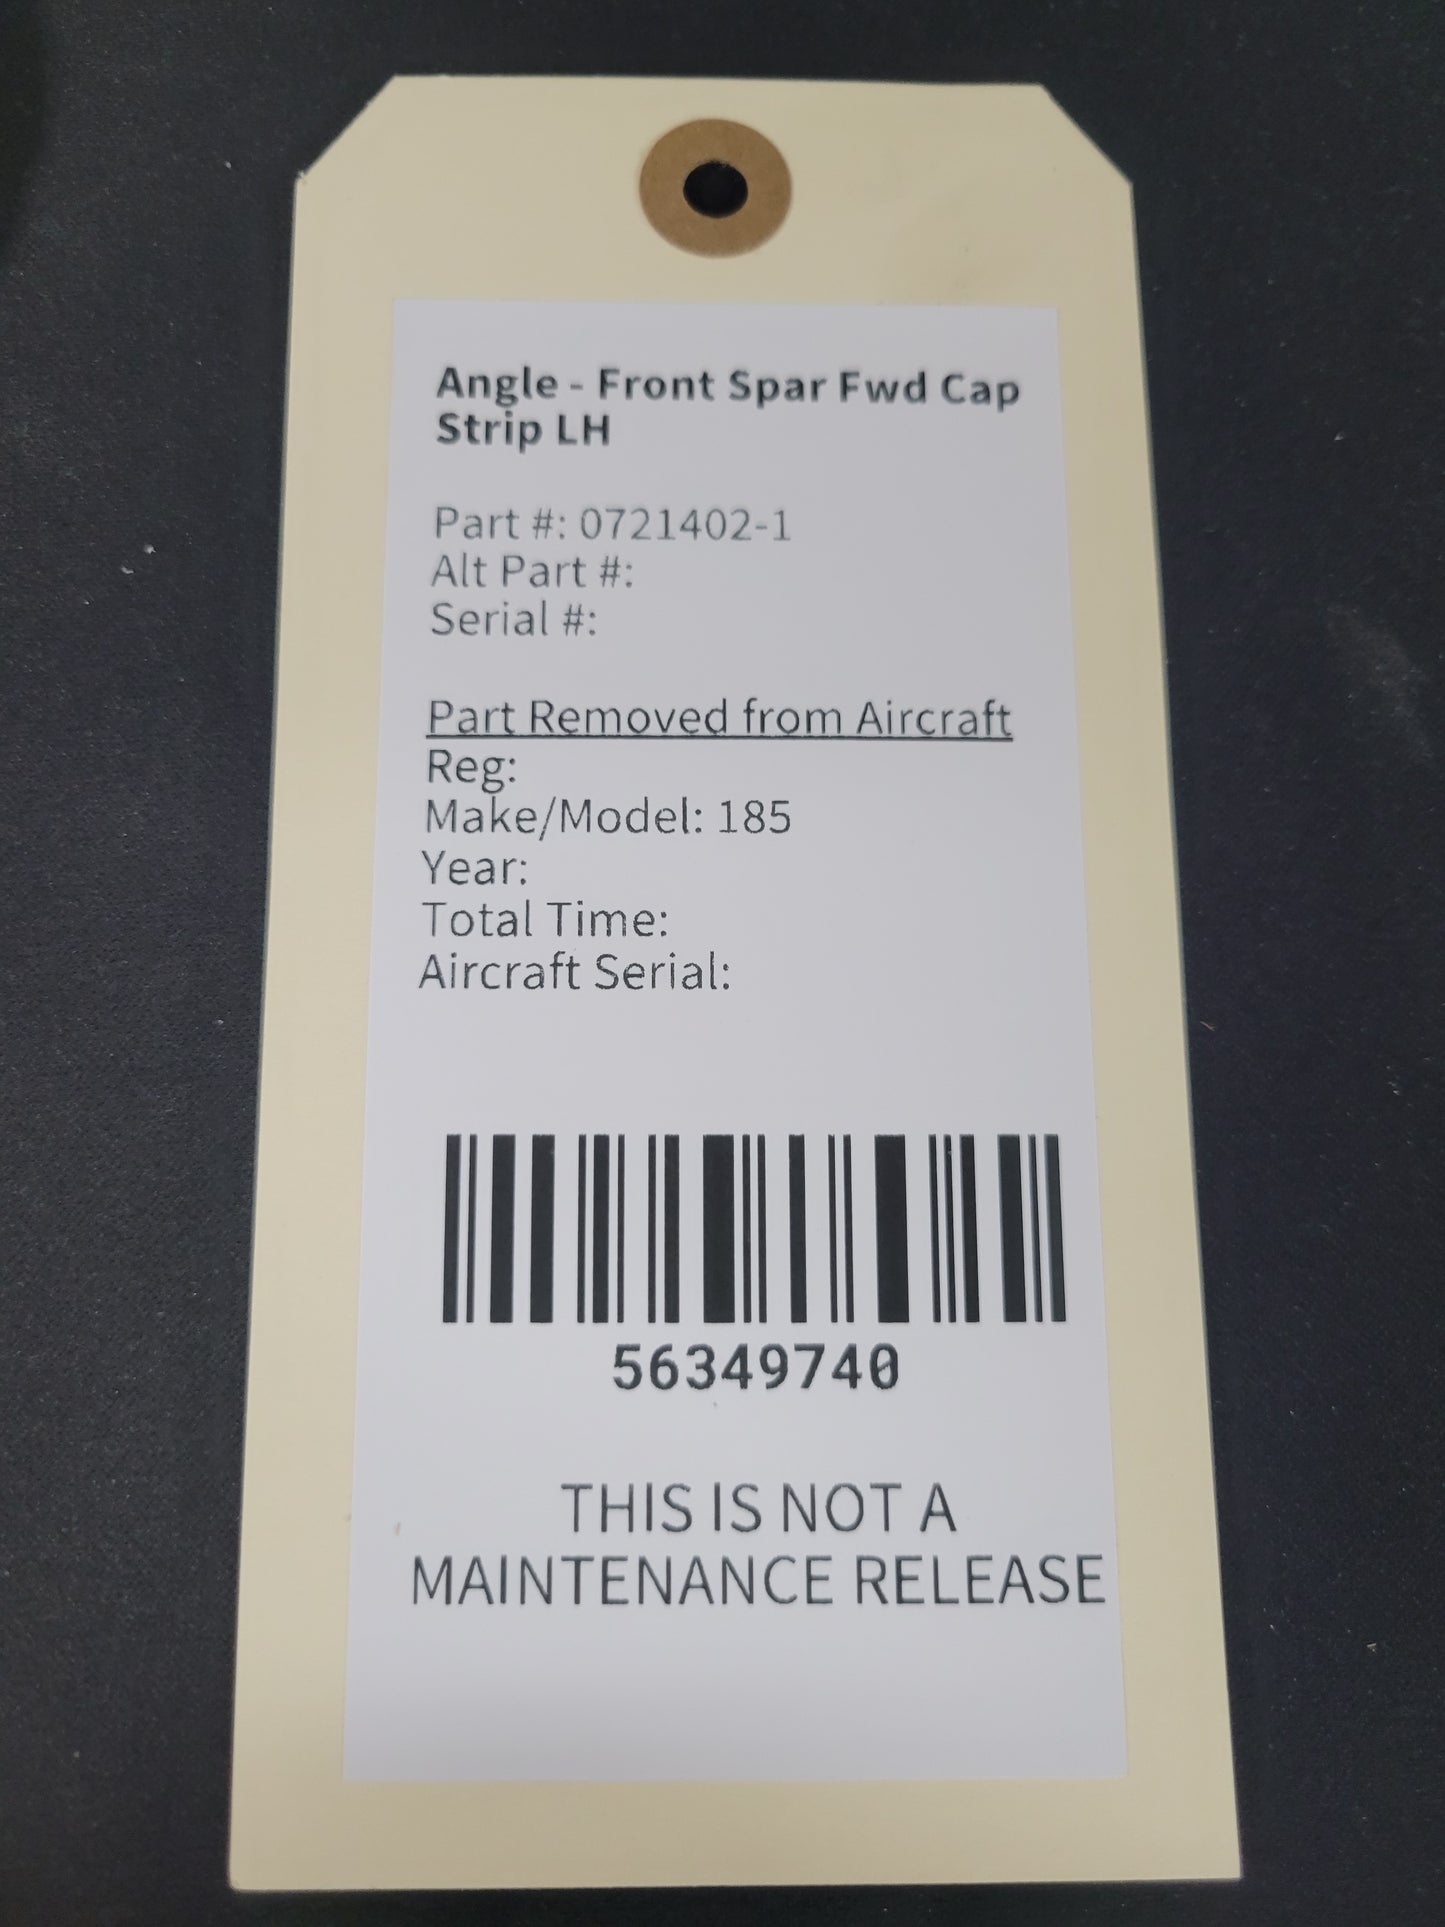 Angle - Front Spar Fwd Cap
Strip LH
Part #: 0721402-1
Alt Part #:
Serial #:
Part Removed from Aircraft
Reg:
Make/Model: 185
Year:
Total Time:
Aircraft Serial:
56349740
THIS IS NOT A
MAINTENANCE RELEASE